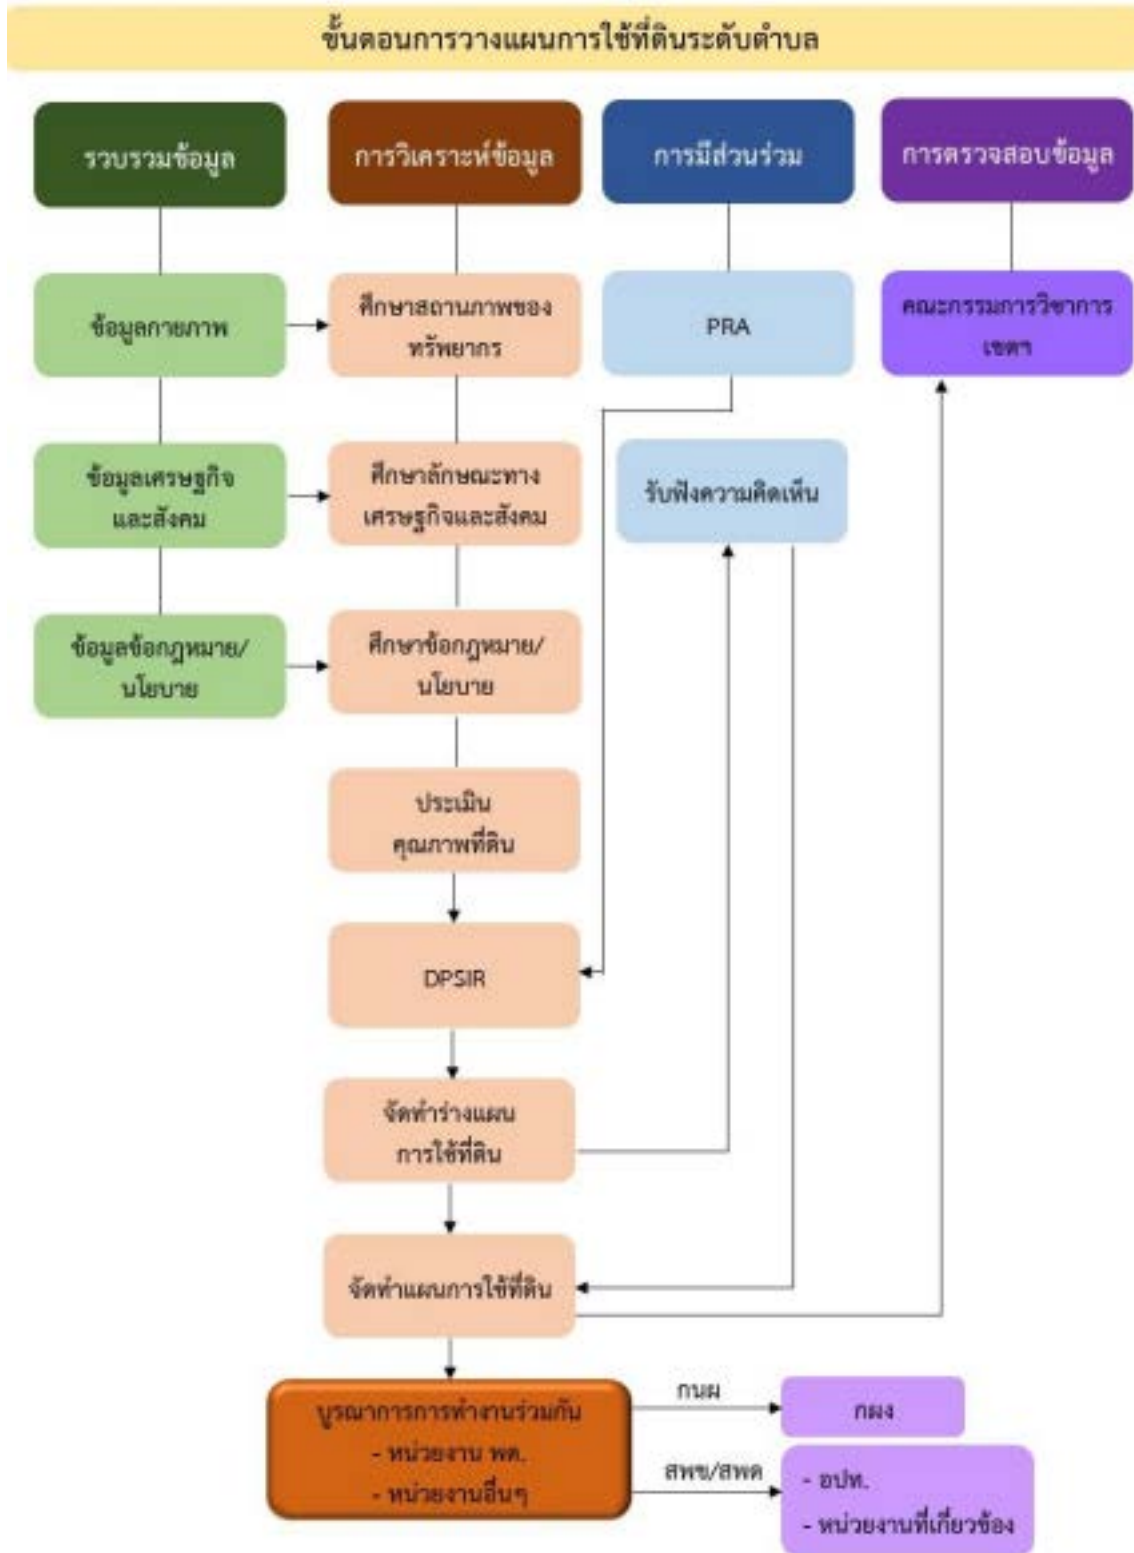 ขั้นตอนการวางแผนการใช้ที่ดินระดับตำบล
รวบรวมข้อมูล
การวิเคราะห์ข้อมูล
การมีส่วนร่วม
การตรวจสอบข้อมูล
ข้อมูลกายภาพ
ศึกษาสถานภาพของ
ทรัพยากร
PRA
คณะกรรมการวิชาการ
เขตฯ
ข้อมูลเศรษฐกิจ
และสังคม
ศึกษาลักษณะทาง
เศรษฐกิจและสังคม
รับฟังความคิดเห็น
ข้อมูลข้อกฎหมาย/
นโยบาย
ศึกษาข้อกฎหมาย/
นโยบาย
ประเมิน
คุณภาพที่ดิน
DPSIR
จัดทำร่างแผน
การใช้ที่ดิน
จัดทำแผนการใช้ที่ดิน
บูรณาการการทำงานร่วมกัน
- หน่วยงาน พด.
- หน่วยงานอื่นๆ
กนผ
กผง
สพข/สพด
- อปท.
- หน่วยงานที่เกี่ยวข้อง